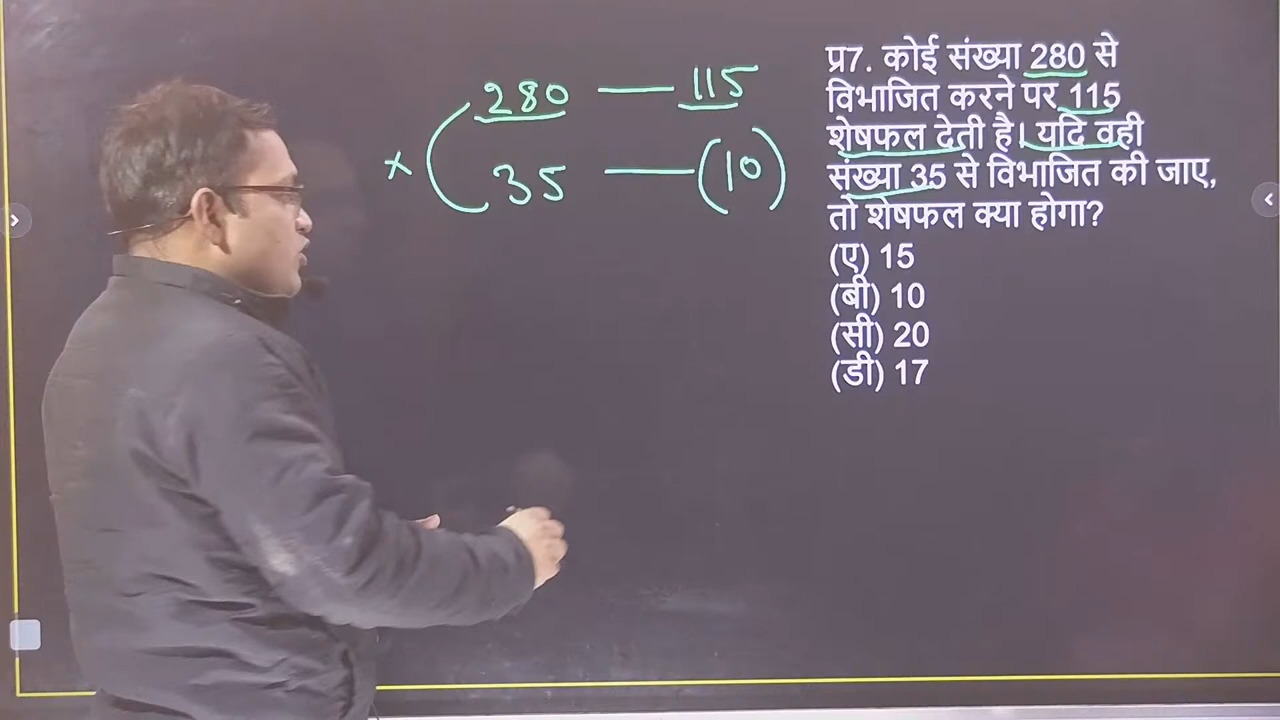 280 — 115
× 35 — (10)
प्र7. कोई संख्या 280 से
विभाजित करने पर 115
शेषफल देती है। यदि वही
संख्या 35 से विभाजित की जाए,
तो शेषफल क्या होगा?
(ए) 15
(बी) 10
(सी) 20
(डी) 17